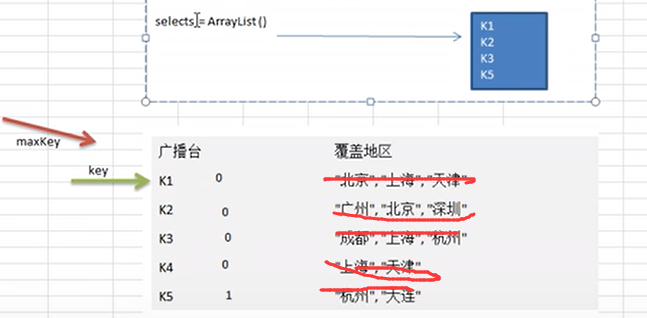 selects = ArrayList ()
K1
K2
K3
K5
maxKey
key
广播台 覆盖地区
K1 0 "北京","上海","天津"
K2 0 "广州","北京","深圳"
K3 0 "成都","上海","杭州"
K4 0 "上海","天津"
K5 1 "杭州","大连"